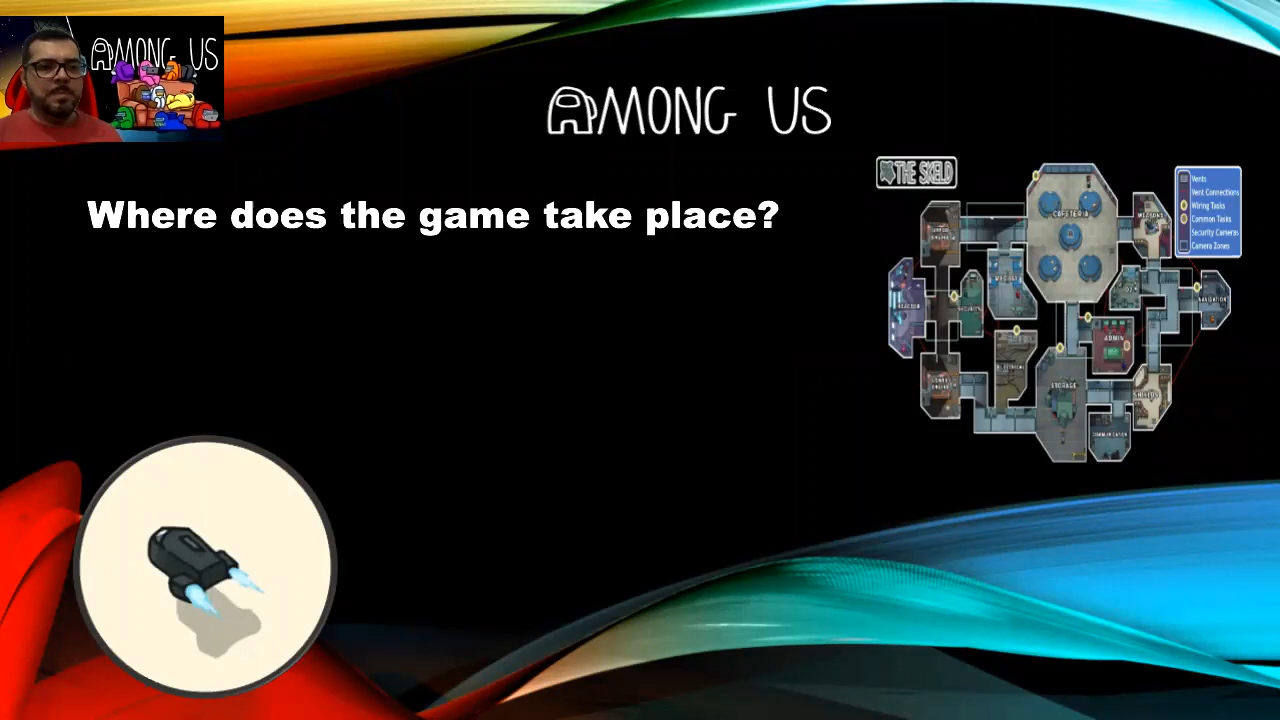 AMONG US
AMONG US
Where does the game take place?
THE SKELD
Vents
Vent Connections
Wiring Tasks
Common Tasks
Security Cameras
Camera Zones
CAFETERIA
WEAPONS
NAVIGATION
ADMIN
STORAGE
ELECTRICAL
SHIELDS
COMMUNICATION